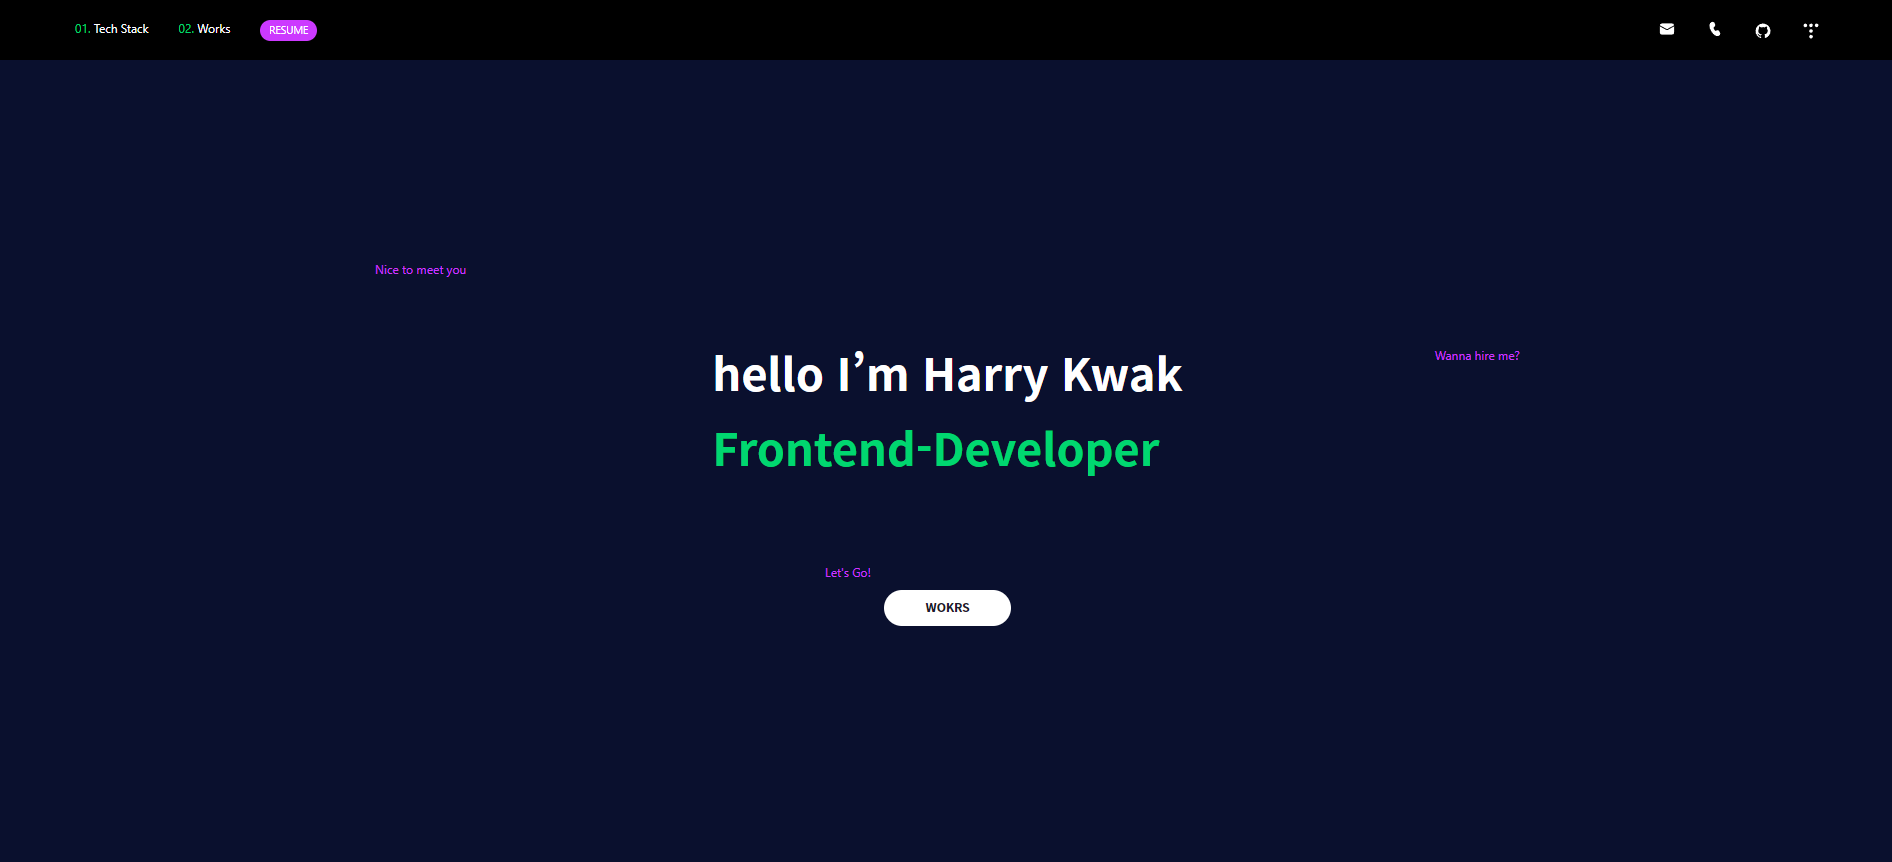 01. Tech Stack
02. Works
RESUME
Nice to meet you
Wanna hire me?
hello I’m Harry Kwak
Frontend-Developer
Let's Go!
WOKRS